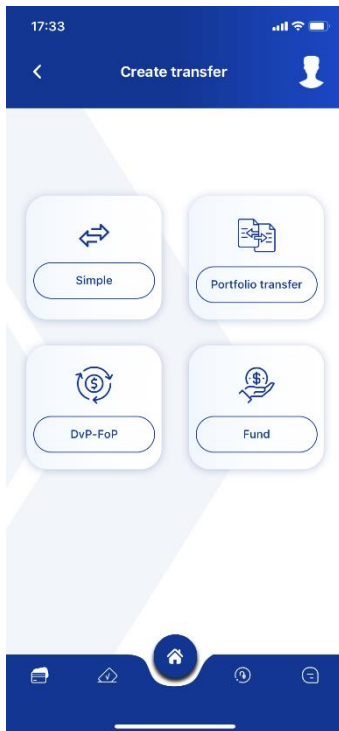 17:33
Create transfer
Simple
Portfolio transfer
DvP-FoP
Fund